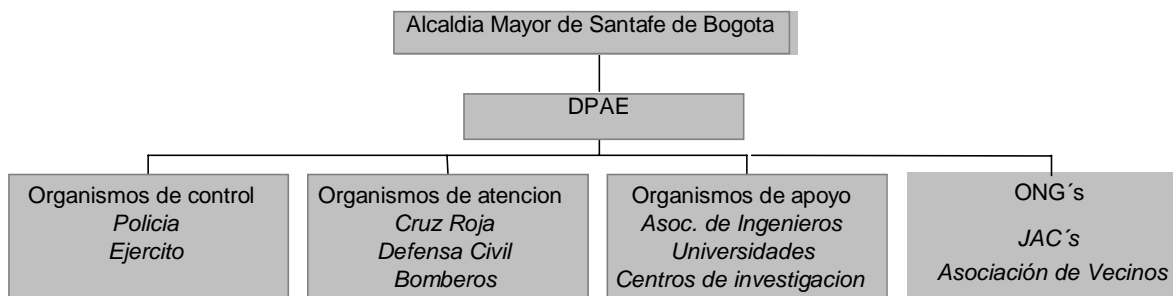 Alcaldia Mayor de Santafe de Bogota
DPAE
Organismos de control
Policia
Ejercito
Organismos de atencion
Cruz Roja
Defensa Civil
Bomberos
Organismos de apoyo
Asoc. de Ingenieros
Universidades
Centros de investigacion
ONG´s
JAC´s
Asociación de Vecinos